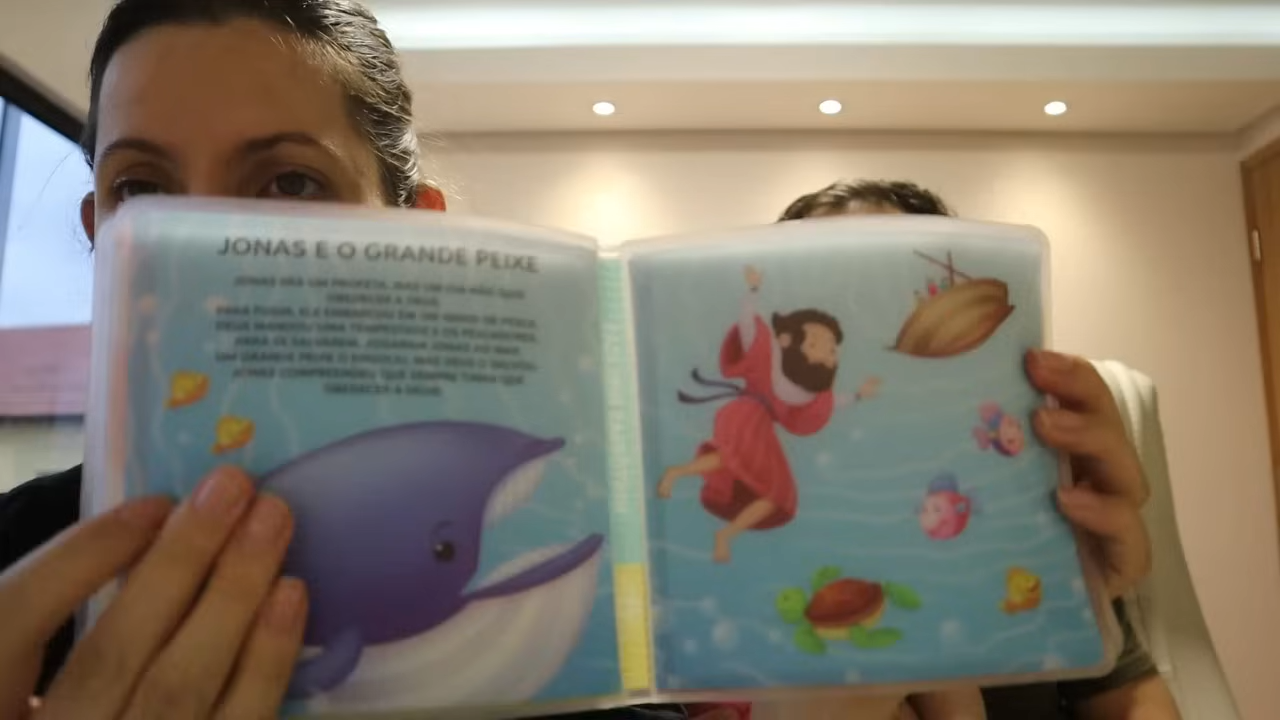 JONAS E O GRANDE PEIXE
JONAS ERA UM PROFETA, MAS UM DIA NÃO QUIS
OBEDECER A DEUS.
PARA FUGIR, ELE EMBARCOU EM UM NAVIO DE PESCA.
DEUS MANDOU UMA TEMPESTADE E OS PESCADORES,
PARA SE SALVAREM, JOGARAM JONAS AO MAR.
UM GRANDE PEIXE O ENGOLIU, MAS DEUS O SALVOU.
JONAS COMPREENDEU QUE SEMPRE TINHA QUE
OBEDECER A DEUS.